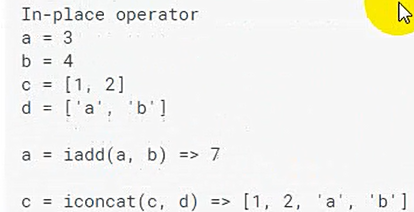 In-place operator
a = 3
b = 4
c = [1, 2]
d = ['a', 'b']
a = iadd(a, b) => 7
c = iconcat(c, d) => [1, 2, 'a', 'b']